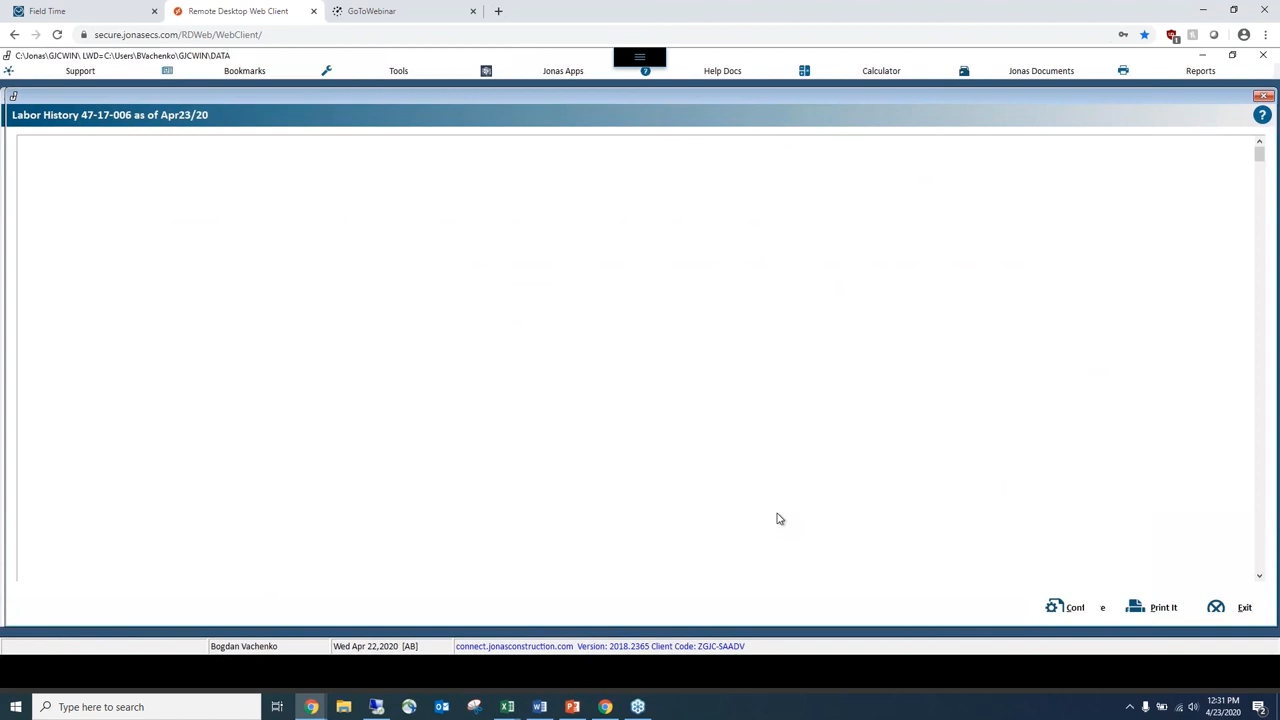 Field Time
Remote Desktop Web Client
GoToWebinar
secure.jonasecs.com/RDWeb/WebClient/
C:\Jonas\GJCWIN\ LWD=C:\Users\BVachenko\GJCWIN\DATA
Support
Bookmarks
Tools
Jonas Apps
Help Docs
Calculator
Jonas Documents
Reports
Labor History 47-17-006 as of Apr23/20
Conf e
Print It
Exit
Bogdan Vachenko
Wed Apr 22,2020 [AB]
connect.jonasconstruction.com Version: 2018.2365 Client Code: ZGJC-SAADV
Type here to search
12:31 PM
4/23/2020
2